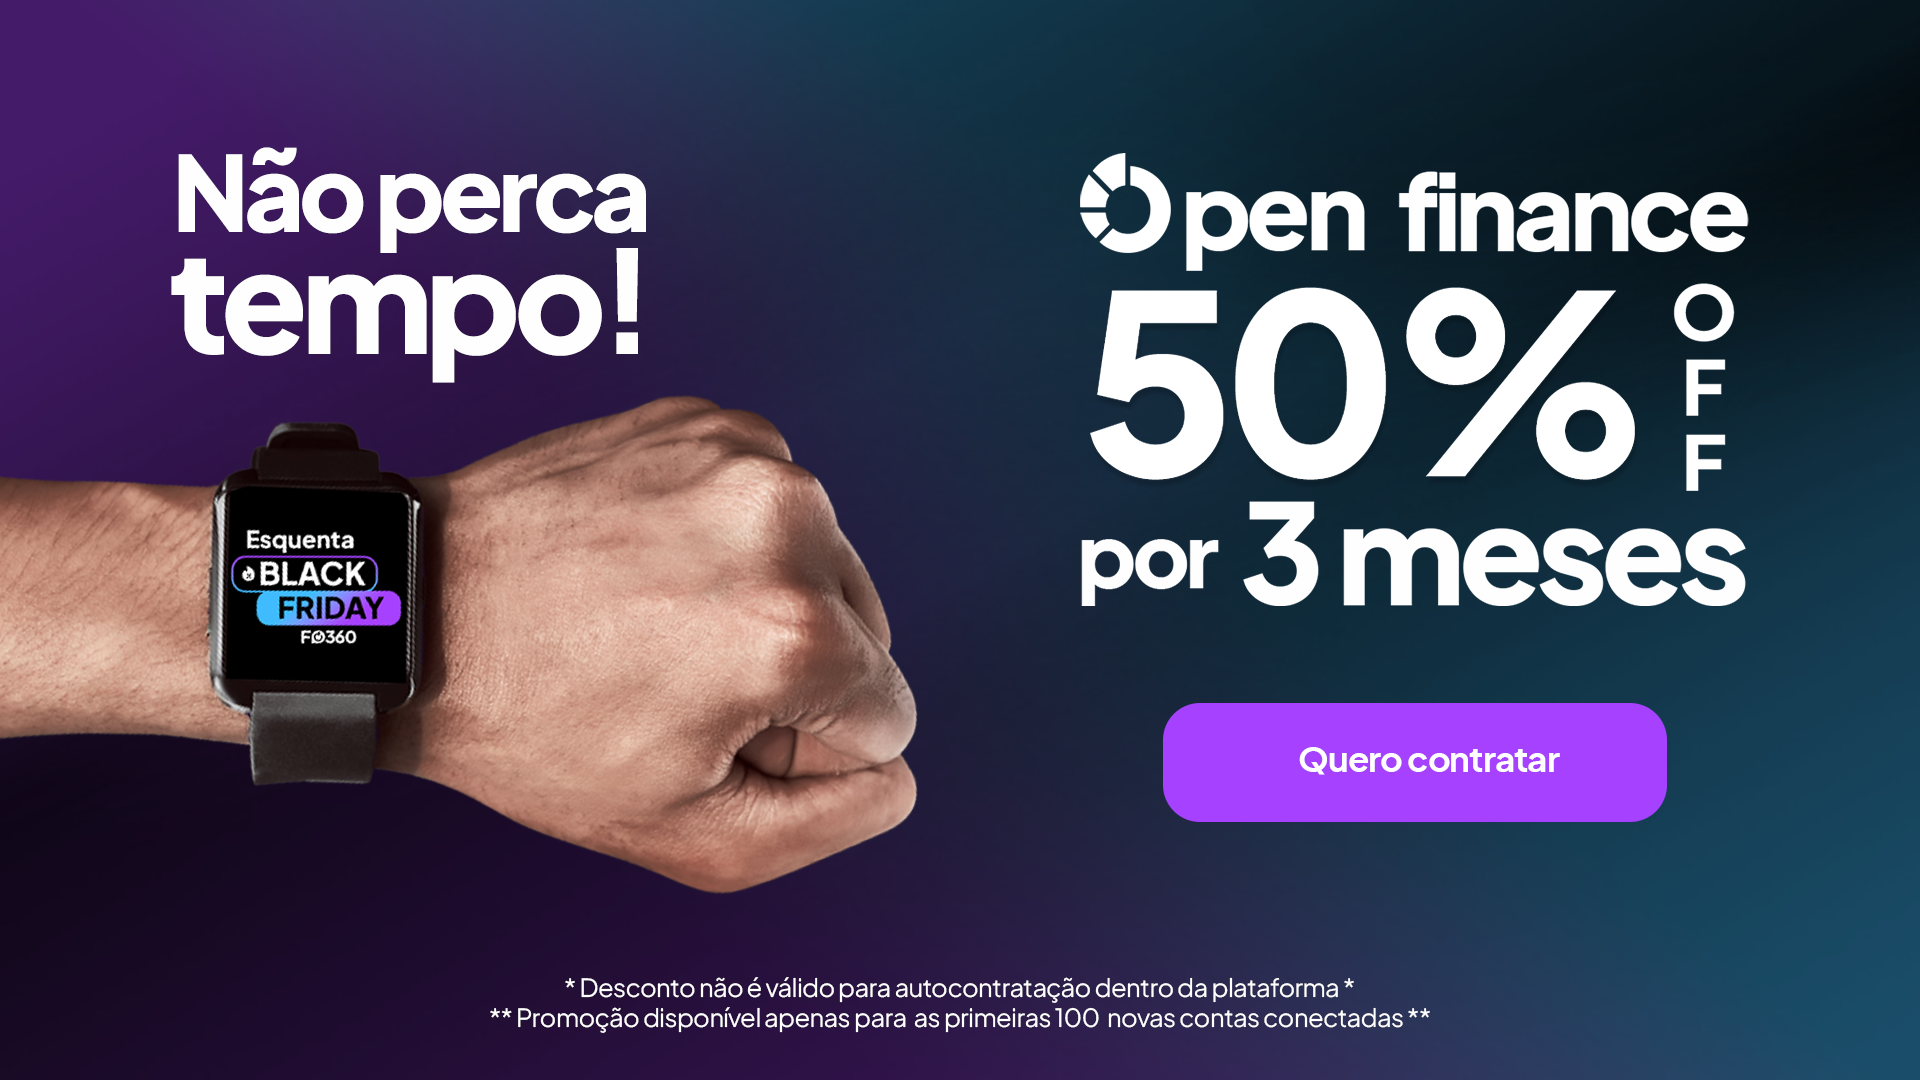 Não perca
tempo!
Esquenta
BLACK
FRIDAY
F360
Open finance
50% OFF
por 3 meses
Quero contratar
* Desconto não é válido para autocontratação dentro da plataforma *
** Promoção disponível apenas para as primeiras 100 novas contas conectadas **